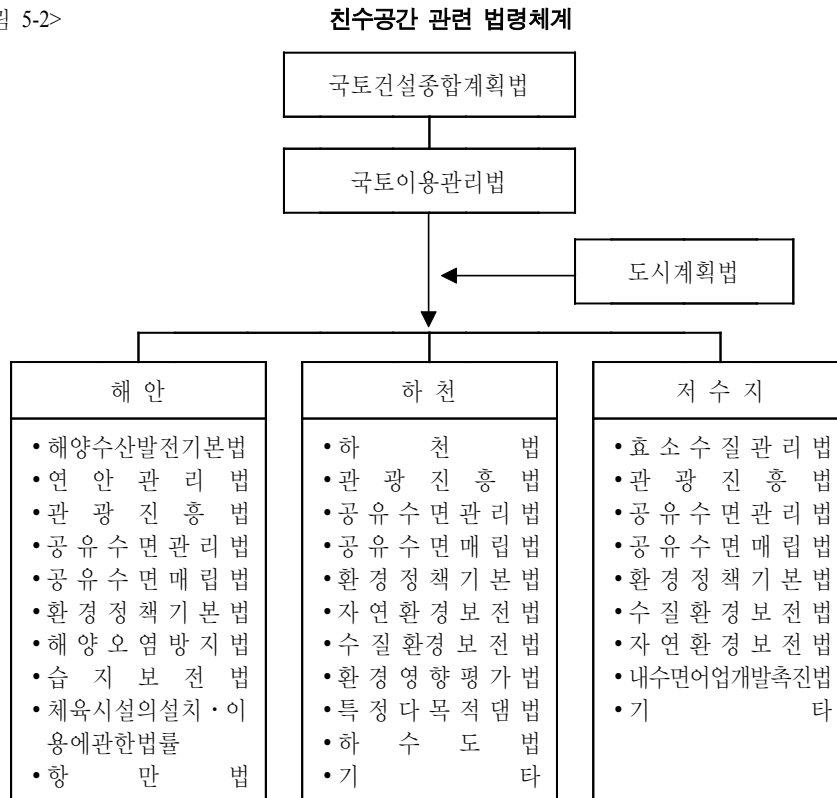 림 5-2>
친수공간 관련 법령체계
국토건설종합계획법
국토이용관리법
도시계획법
해 안
• 해양수산발전기본법
• 연 안 관 리 법
• 관 광 진 흥 법
• 공 유 수 면 관 리 법
• 공 유 수 면 매 립 법
• 환 경 정 책 기 본 법
• 해 양 오 염 방 지 법
• 습 지 보 전 법
• 체육시설의설치·이
용에관한법률
• 항 만 법
하 천
• 하 천 법
• 관 광 진 흥 법
• 공 유 수 면 관 리 법
• 공 유 수 면 매 립 법
• 환 경 정 책 기 본 법
• 자 연 환 경 보 전 법
• 수 질 환 경 보 전 법
• 환 경 영 향 평 가 법
• 특 정 다 목 적 댐 법
• 하 수 도 법
• 기 타
저 수 지
• 효 소 수 질 관 리 법
• 관 광 진 흥 법
• 공 유 수 면 관 리 법
• 공 유 수 면 매 립 법
• 환 경 정 책 기 본 법
• 수 질 환 경 보 전 법
• 자 연 환 경 보 전 법
• 내수면어업개발촉진법
• 기 타